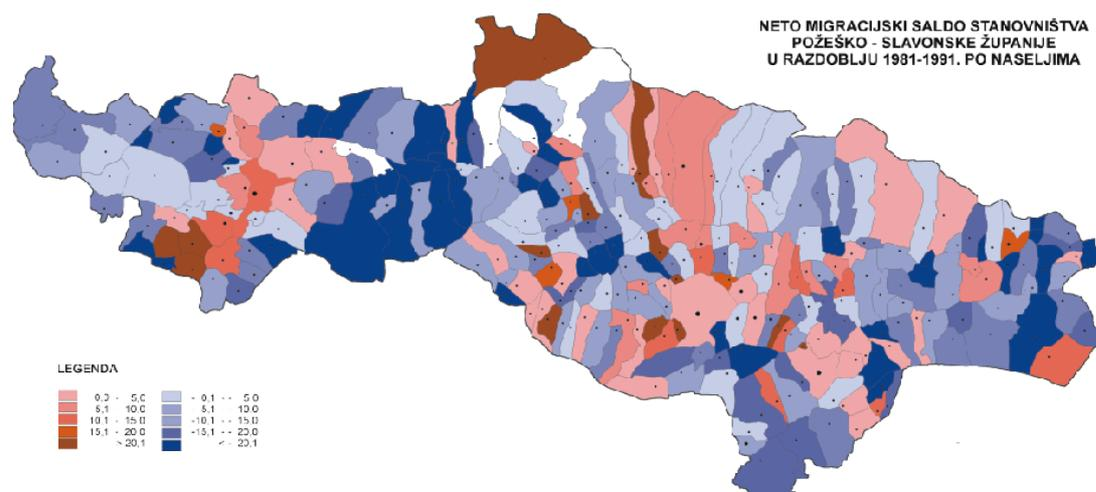 NETO MIGRACIJSKI SALDO STANOVNIŠTVA
POŽEŠKO - SLAVONSKE ŽUPANIJE
U RAZDOBLJU 1981-1991. PO NASELJIMA
LEGENDA
0,0 - 5,0
5,1 - 10,0
10,1 - 15,0
15,1 - 20,0
> 20,1
- 0,1 - - 5,0
- 5,1 - - 10,0
-10,1 - - 15,0
-15,1 - - 20,0
< - 20,1